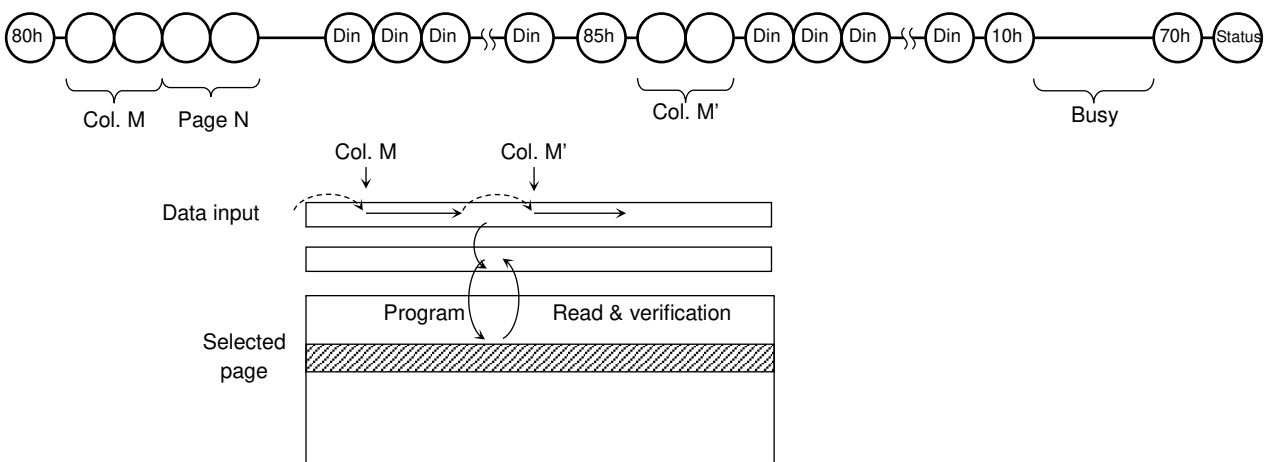 80h Din Din Din Din 85h Din Din Din Din 10h 70h Status
Col. M Page N Col. M’ Busy
Col. M Col. M’
Data input
Program Read & verification
Selected
page